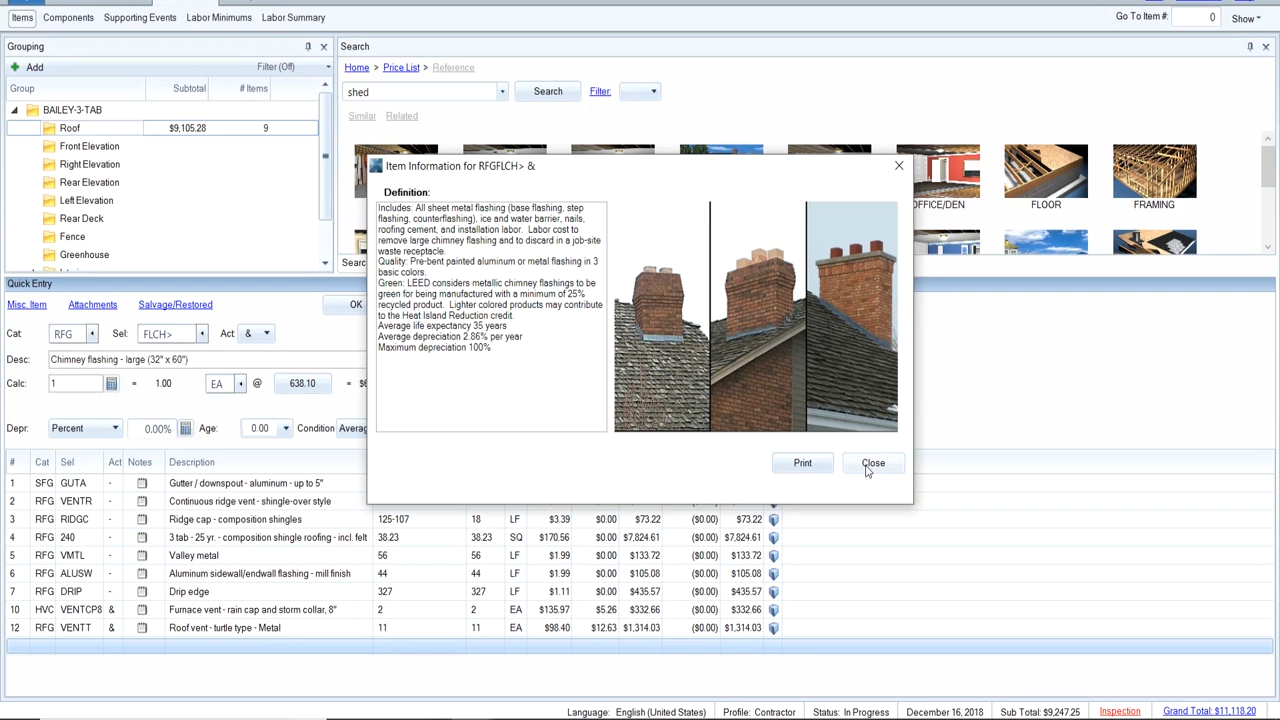 Items Components Supporting Events Labor Minimums Labor Summary Go To Item #: 0 Show
Grouping
Search
Add Filter (Off)
Home > Price List > Reference
Group Subtotal # Items
shed Search Filter:
BAILEY-3-TAB
Similar Related
Roof $9,105.28 9
Front Elevation
Right Elevation
Rear Elevation
Left Elevation
Rear Deck
Fence
Greenhouse
OFFICE/DEN FLOOR FRAMING
Item Information for RFGFLCH> &
Definition:
Includes: All sheet metal flashing (base flashing, step
flashing, counterflashing), ice and water barrier, nails,
roofing cement, and installation labor. Labor cost to
remove large chimney flashing and to discard in a job-site
waste receptacle.
Quality: Pre-bent painted aluminum or metal flashing in 3
basic colors.
Green: LEED considers metallic chimney flashings to be
green for being manufactured with a minimum of 25%
recycled product. Lighter colored products may contribute
to the Heat Island Reduction credit.
Average life expectancy 35 years
Average depreciation 2.86% per year
Maximum depreciation 100%
Print Close
Quick Entry
Misc. Item Attachments Salvage/Restored OK
Cat: RFG Sel: FLCH> Act: &
Desc: Chimney flashing - large (32" x 60")
Calc: 1 = 1.00 EA @ 638.10 =
Depr: Percent 0.00% Age: 0.00 Condition
# Cat Sel Act Notes Description
1 SFG GUTA - Gutter / downspout - aluminum - up to 5"
2 RFG VENTR - Continuous ridge vent - shingle-over style
3 RFG RIDGC - Ridge cap - composition shingles 125-107 18 LF $3.39 $0.00 $73.22 ($0.00) $73.22
4 RFG 240 - 3 tab - 25 yr. - composition shingle roofing - incl. felt 38.23 38.23 SQ $170.56 $0.00 $7,824.61 ($0.00) $7,824.61
5 RFG VMTL - Valley metal 56 56 LF $1.99 $0.00 $133.72 ($0.00) $133.72
6 RFG ALUSW - Aluminum sidewall/endwall flashing - mill finish 44 44 LF $1.99 $0.00 $105.08 ($0.00) $105.08
7 RFG DRIP - Drip edge 327 327 LF $1.11 $0.00 $435.57 ($0.00) $435.57
10 HVC VENTCP8 & Furnace vent - rain cap and storm collar, 8" 2 2 EA $135.97 $5.26 $332.66 ($0.00) $332.66
12 RFG VENTT & Roof vent - turtle type - Metal 11 11 EA $98.40 $12.63 $1,314.03 ($0.00) $1,314.03
Language: English (United States) Profile: Contractor Status: In Progress December 16, 2018 Sub Total: $9,247.25 Inspection Grand Total: $11,118.20